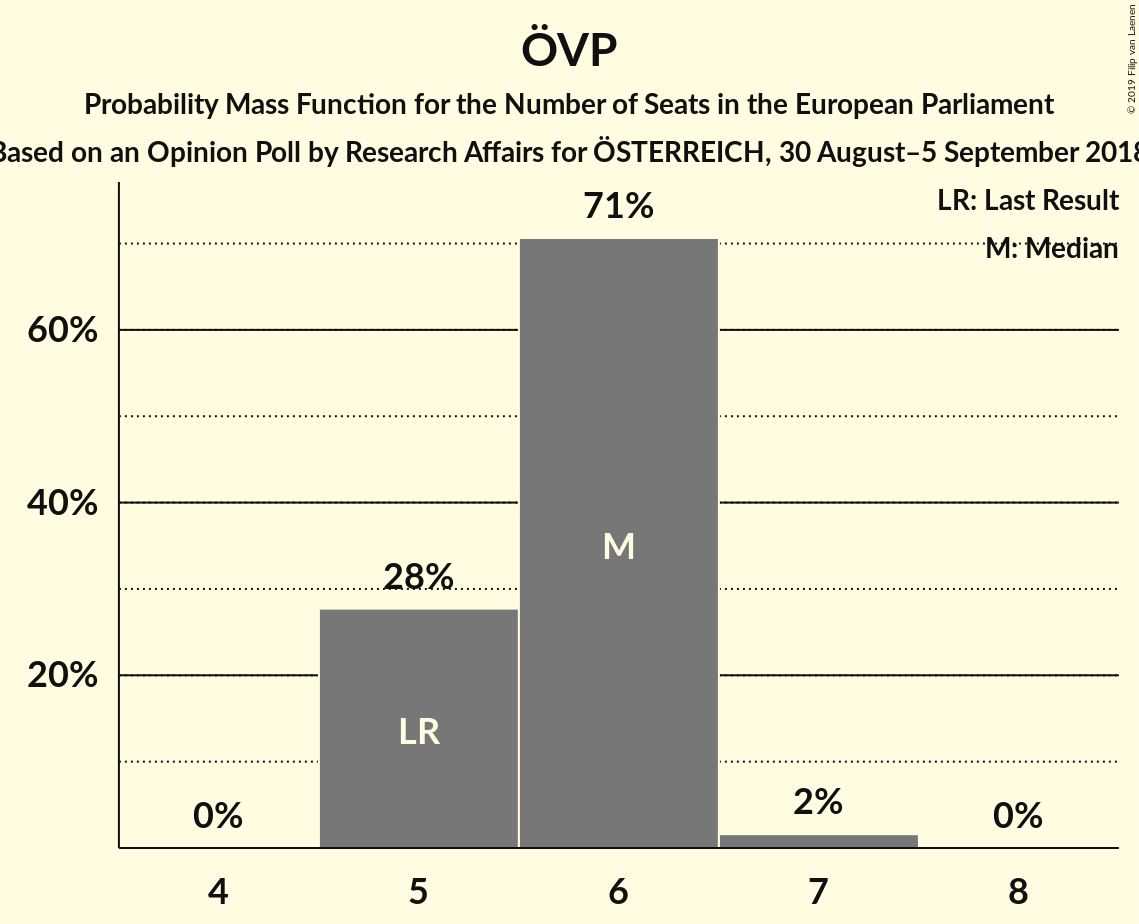 © 2019 Filip van Laenen
ÖVP
Probability Mass Function for the Number of Seats in the European Parliament
Based on an Opinion Poll by Research Affairs for ÖSTERREICH, 30 August–5 September 2018
LR: Last Result
M: Median
71%
60%
40%
20%
28%
M
LR
0%
2%
0%
4
5
6
7
8